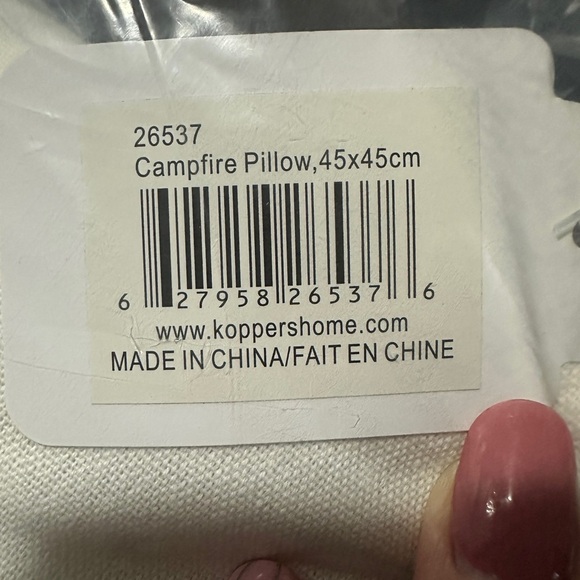 26537
Campfire Pillow,45x45cm
6 27958 26537 6
www.koppershome.com
MADE IN CHINA/FAIT EN CHINE